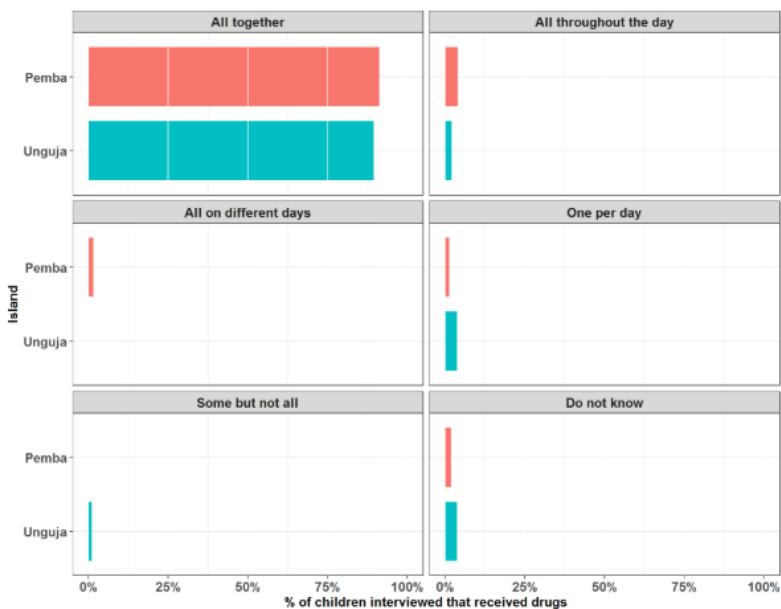 All together
All throughout the day
Pemba
Unguja
All on different days
One per day
Pemba
Unguja
Island
Some but not all
Do not know
Pemba
Unguja
0% 25% 50% 75% 100% 0% 25% 50% 75% 100%
% of children interviewed that received drugs